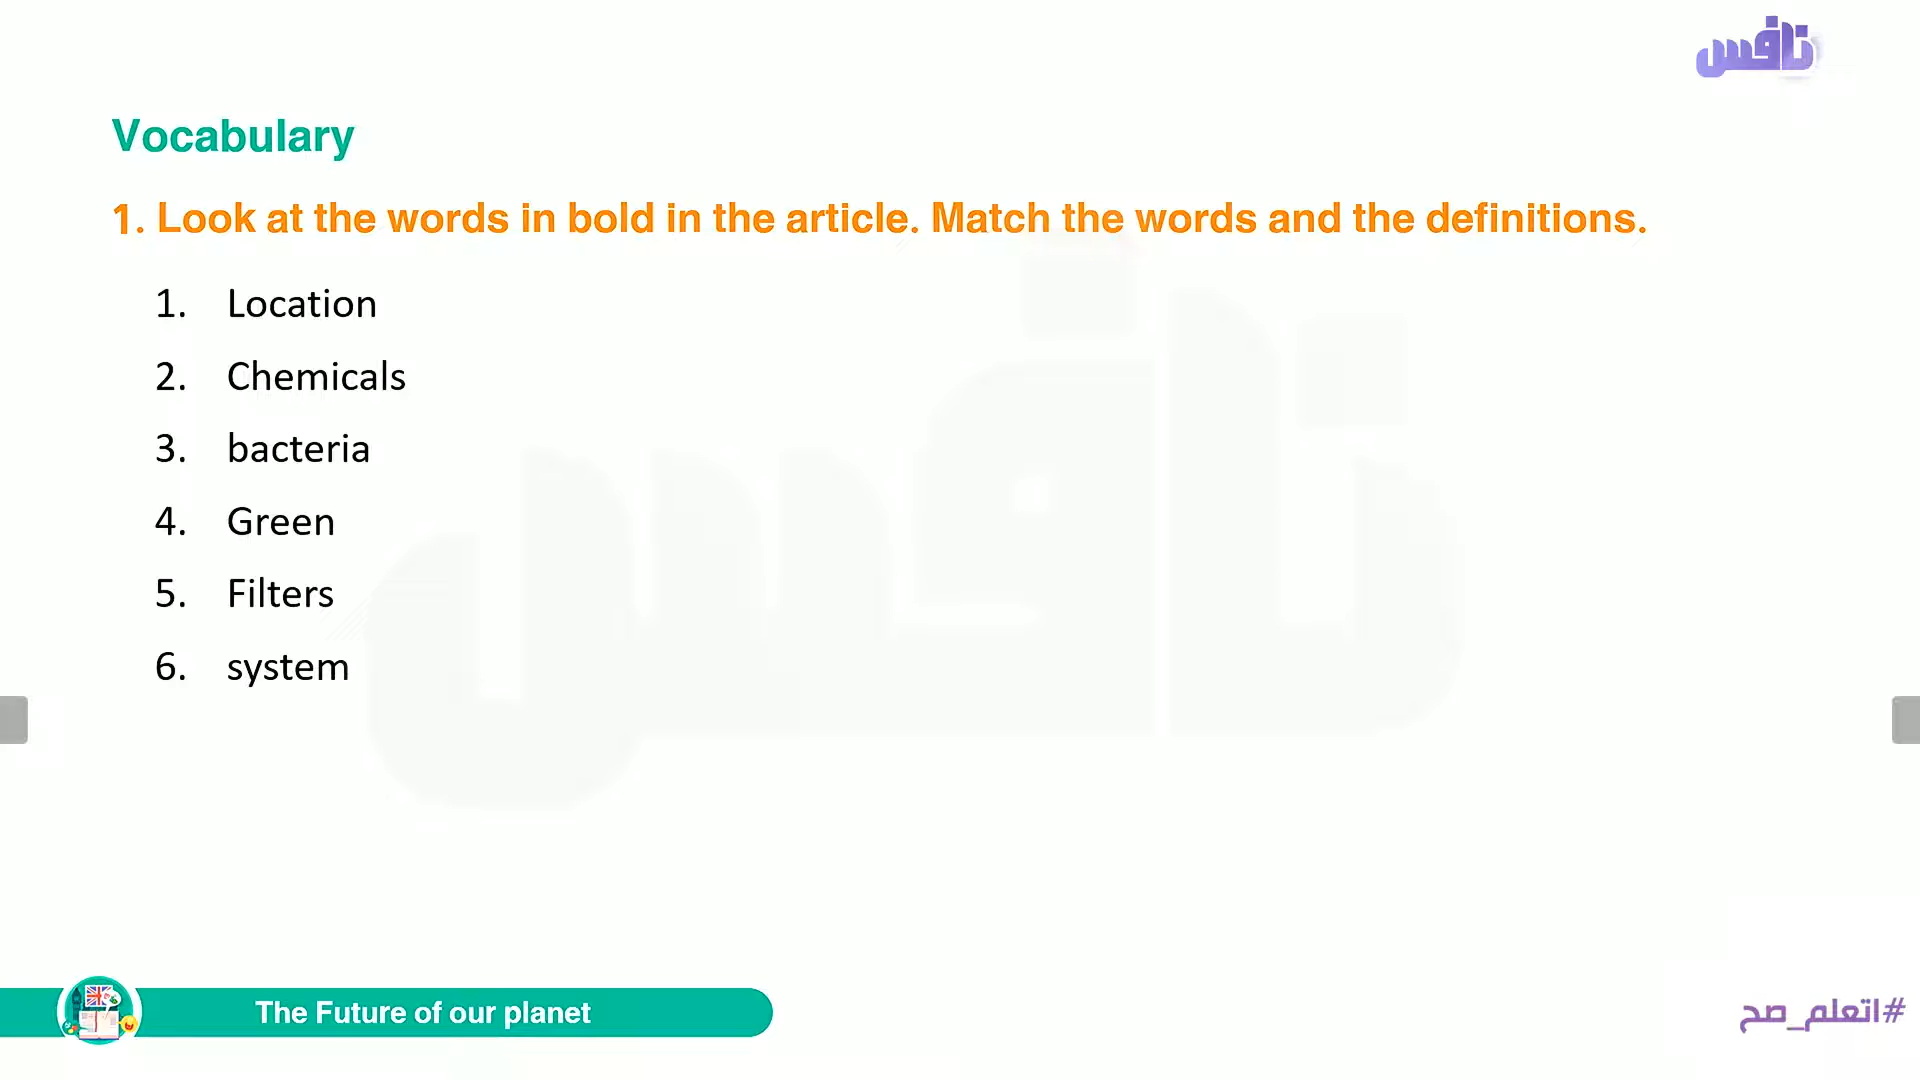 نافس
Vocabulary
1. Look at the words in bold in the article. Match the words and the definitions.
1. Location
2. Chemicals
3. bacteria
4. Green
5. Filters
6. system
نافس
The Future of our planet
#اتعلم_صح